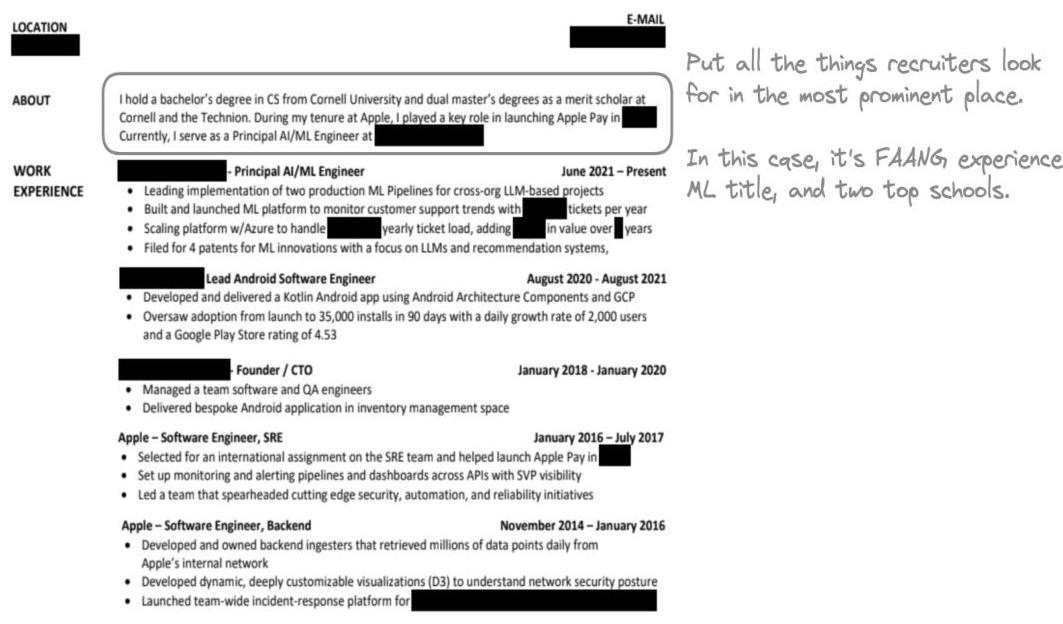 LOCATION
E-MAIL
Put all the things recruiters look
for in the most prominent place.
In this case, it's FAANG experience
ML title, and two top schools.
ABOUT
I hold a bachelor's degree in CS from Cornell University and dual master's degrees as a merit scholar at
Cornell and the Technion. During my tenure at Apple, I played a key role in launching Apple Pay in
Currently, I serve as a Principal AI/ML Engineer at
WORK
EXPERIENCE
- Principal AI/ML Engineer June 2021 – Present
• Leading implementation of two production ML Pipelines for cross-org LLM-based projects
• Built and launched ML platform to monitor customer support trends with tickets per year
• Scaling platform w/Azure to handle yearly ticket load, adding in value over years
• Filed for 4 patents for ML innovations with a focus on LLMs and recommendation systems,
Lead Android Software Engineer August 2020 - August 2021
• Developed and delivered a Kotlin Android app using Android Architecture Components and GCP
• Oversaw adoption from launch to 35,000 installs in 90 days with a daily growth rate of 2,000 users
and a Google Play Store rating of 4.53
- Founder / CTO January 2018 - January 2020
• Managed a team software and QA engineers
• Delivered bespoke Android application in inventory management space
Apple – Software Engineer, SRE January 2016 – July 2017
• Selected for an international assignment on the SRE team and helped launch Apple Pay in
• Set up monitoring and alerting pipelines and dashboards across APIs with SVP visibility
• Led a team that spearheaded cutting edge security, automation, and reliability initiatives
Apple – Software Engineer, Backend November 2014 – January 2016
• Developed and owned backend ingesters that retrieved millions of data points daily from
Apple's internal network
• Developed dynamic, deeply customizable visualizations (D3) to understand network security posture
• Launched team-wide incident-response platform for